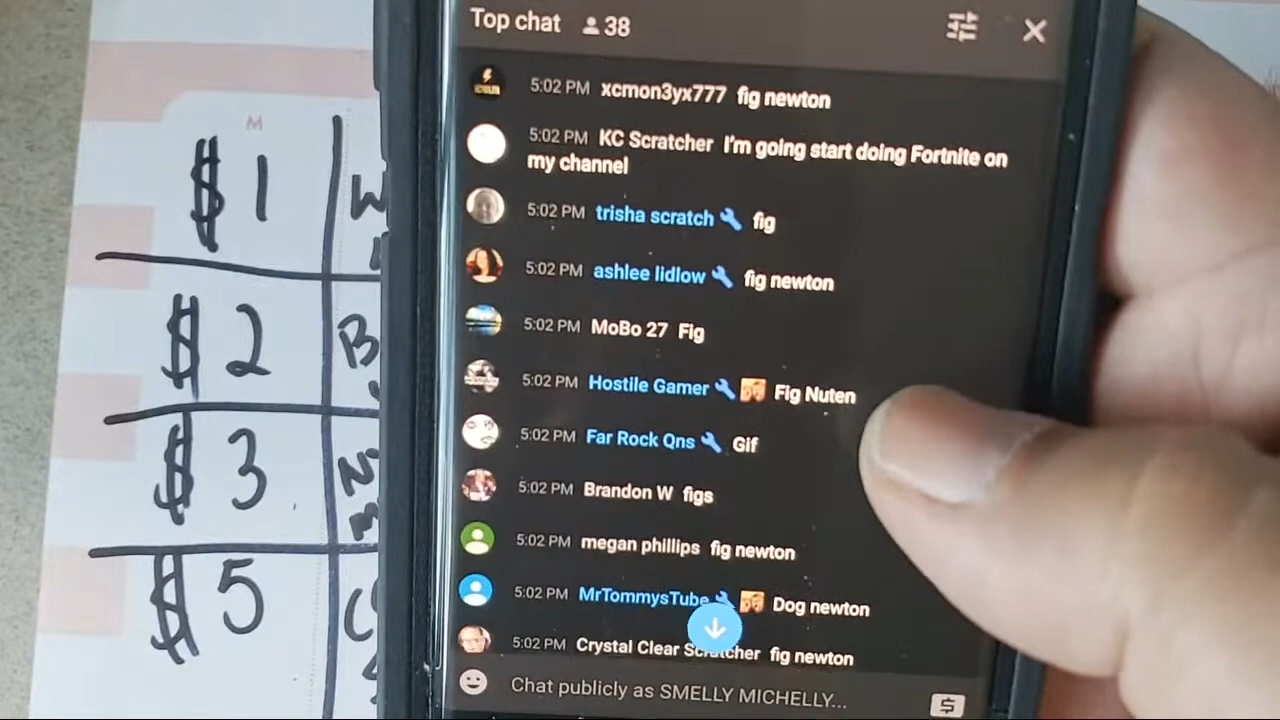 Top chat 38
5:02 PM xcmon3yx777 fig newton
5:02 PM KC Scratcher I'm going start doing Fortnite on
my channel
5:02 PM trisha scratch fig
5:02 PM ashlee lidlow fig newton
5:02 PM MoBo 27 Fig
5:02 PM Hostile Gamer Fig Nuten
5:02 PM Far Rock Qns Gif
5:02 PM Brandon W figs
5:02 PM megan phillips fig newton
5:02 PM MrTommysTube Dog newton
5:02 PM Crystal Clear Scratcher fig newton
Chat publicly as SMELLY MICHELLY...
M
$1 W
$2 B
$3 N
$5 C